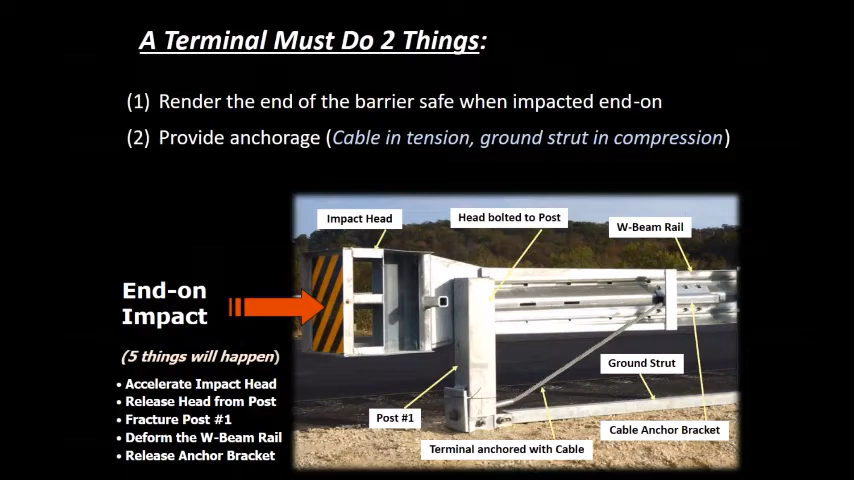 A Terminal Must Do 2 Things:
(1) Render the end of the barrier safe when impacted end-on
(2) Provide anchorage (Cable in tension, ground strut in compression)
Impact Head
Head bolted to Post
W-Beam Rail
End-on
Impact
(5 things will happen)
• Accelerate Impact Head
• Release Head from Post
• Fracture Post #1
• Deform the W-Beam Rail
• Release Anchor Bracket
Ground Strut
Post #1
Cable Anchor Bracket
Terminal anchored with Cable